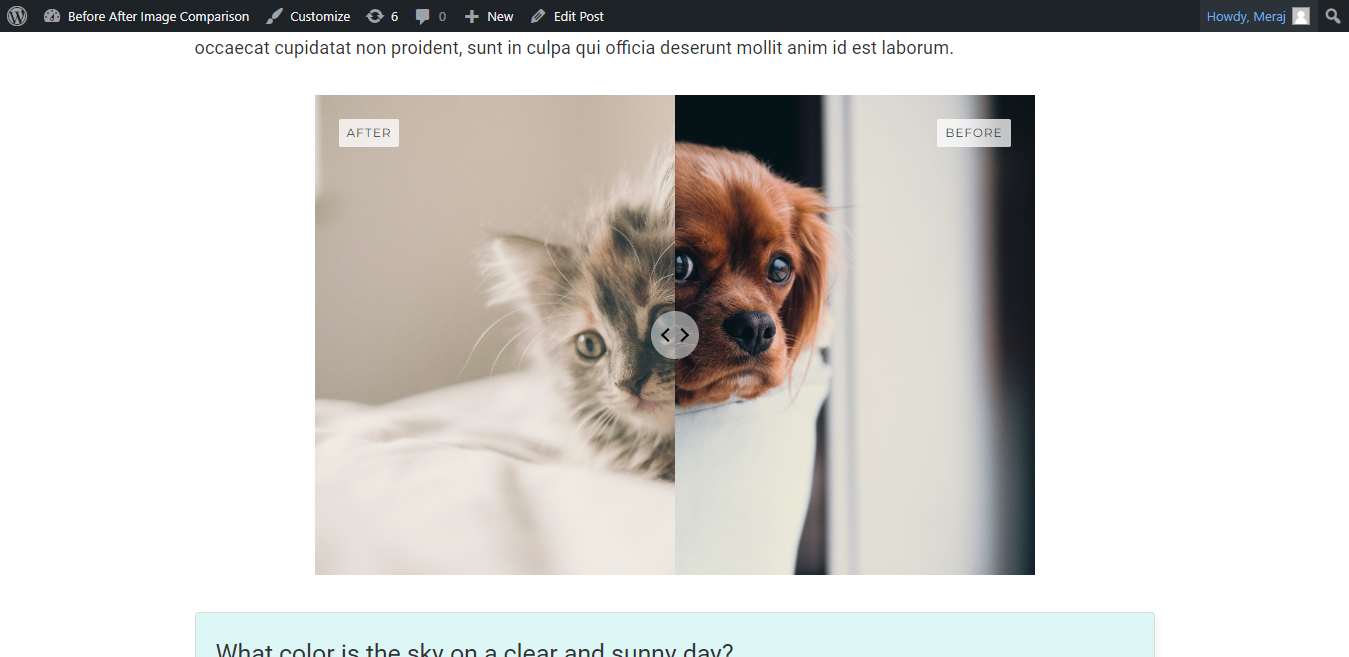 Before After Image Comparison Customize 6 0 New Edit Post Howdy, Meraj
occaecat cupidatat non proident, sunt in culpa qui officia deserunt mollit anim id est laborum.
AFTER BEFORE
What color is the sky on a clear and sunny day?